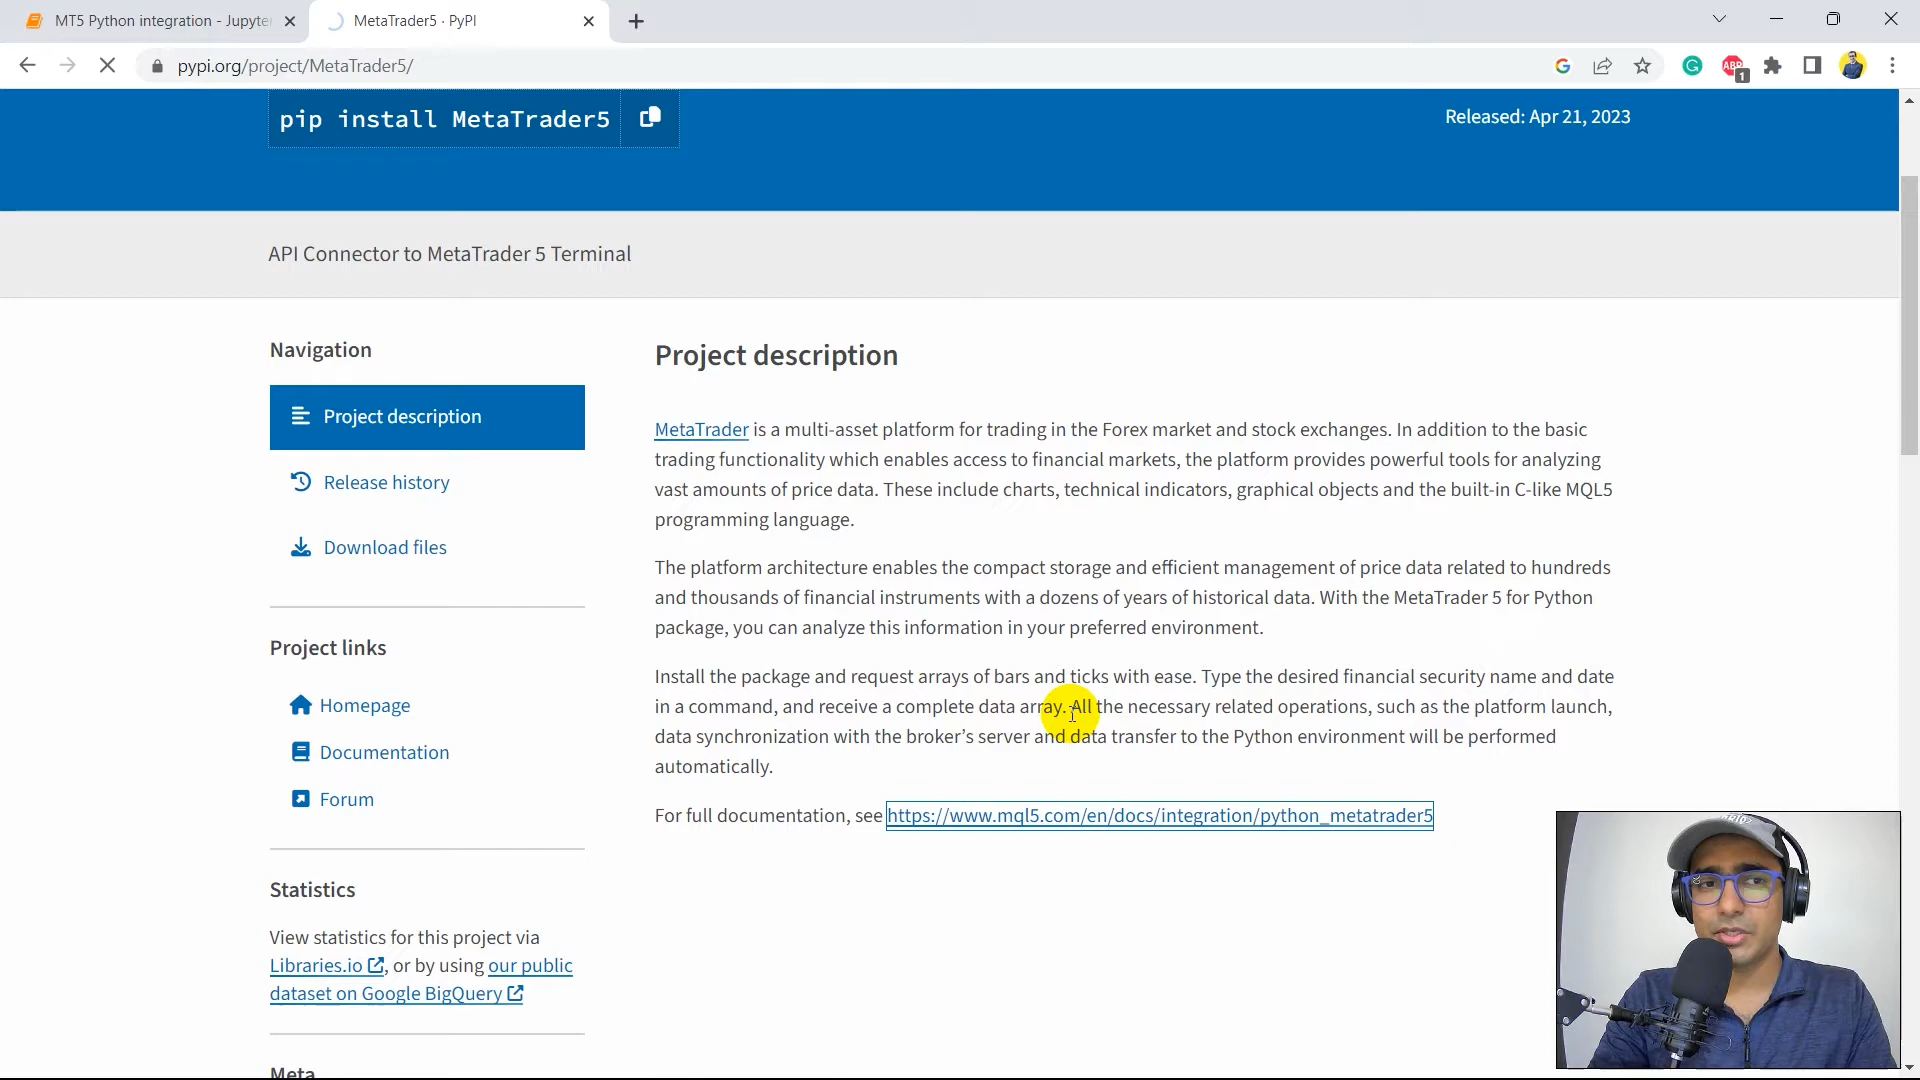 MT5 Python integration - Jupyte
MetaTrader5 · PyPI
pypi.org/project/MetaTrader5/
ABP
1
pip install MetaTrader5
Released: Apr 21, 2023
API Connector to MetaTrader 5 Terminal
Navigation
Project description
Release history
Download files
Project links
Homepage
Documentation
Forum
Statistics
View statistics for this project via
Libraries.io, or by using our public
dataset on Google BigQuery
Meta
Project description
MetaTrader is a multi-asset platform for trading in the Forex market and stock exchanges. In addition to the basic
trading functionality which enables access to financial markets, the platform provides powerful tools for analyzing
vast amounts of price data. These include charts, technical indicators, graphical objects and the built-in C-like MQL5
programming language.
The platform architecture enables the compact storage and efficient management of price data related to hundreds
and thousands of financial instruments with a dozens of years of historical data. With the MetaTrader 5 for Python
package, you can analyze this information in your preferred environment.
Install the package and request arrays of bars and ticks with ease. Type the desired financial security name and date
in a command, and receive a complete data array. All the necessary related operations, such as the platform launch,
data synchronization with the broker’s server and data transfer to the Python environment will be performed
automatically.
For full documentation, see https://www.mql5.com/en/docs/integration/python_metatrader5